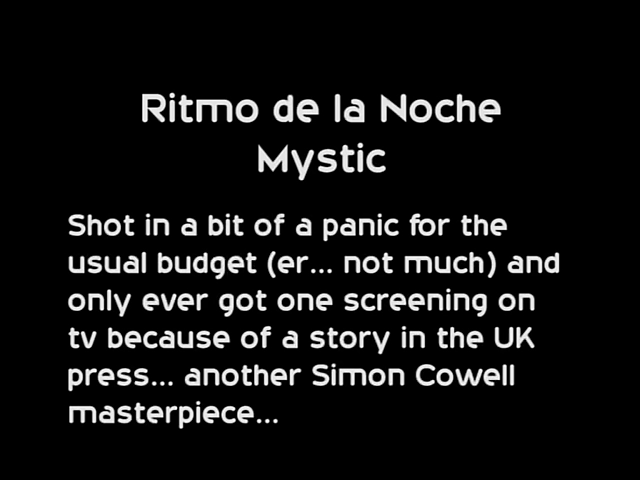 Ritmo de la Noche
Mystic
Shot in a bit of a panic for the
usual budget (er... not much) and
only ever got one screening on
tv because of a story in the UK
press... another Simon Cowell
masterpiece...